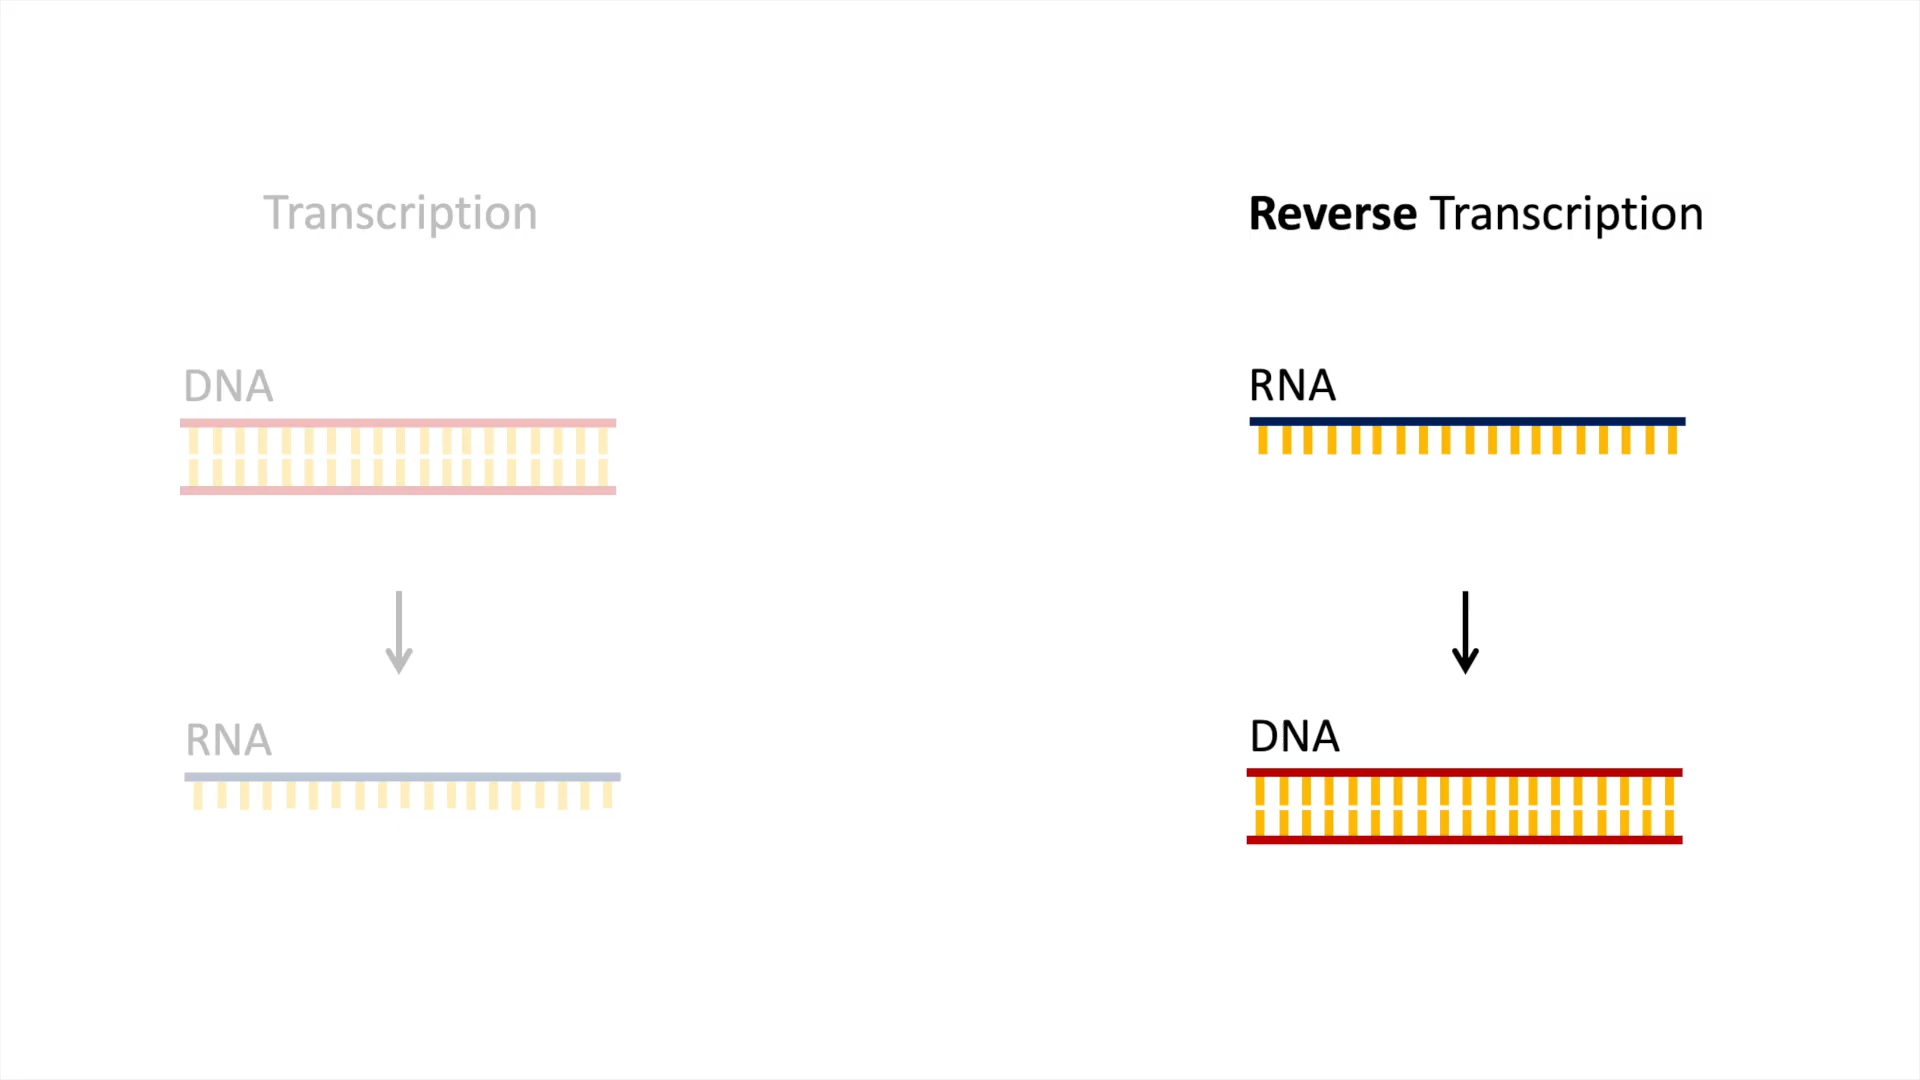 Transcription
DNA
RNA
Reverse Transcription
RNA
DNA